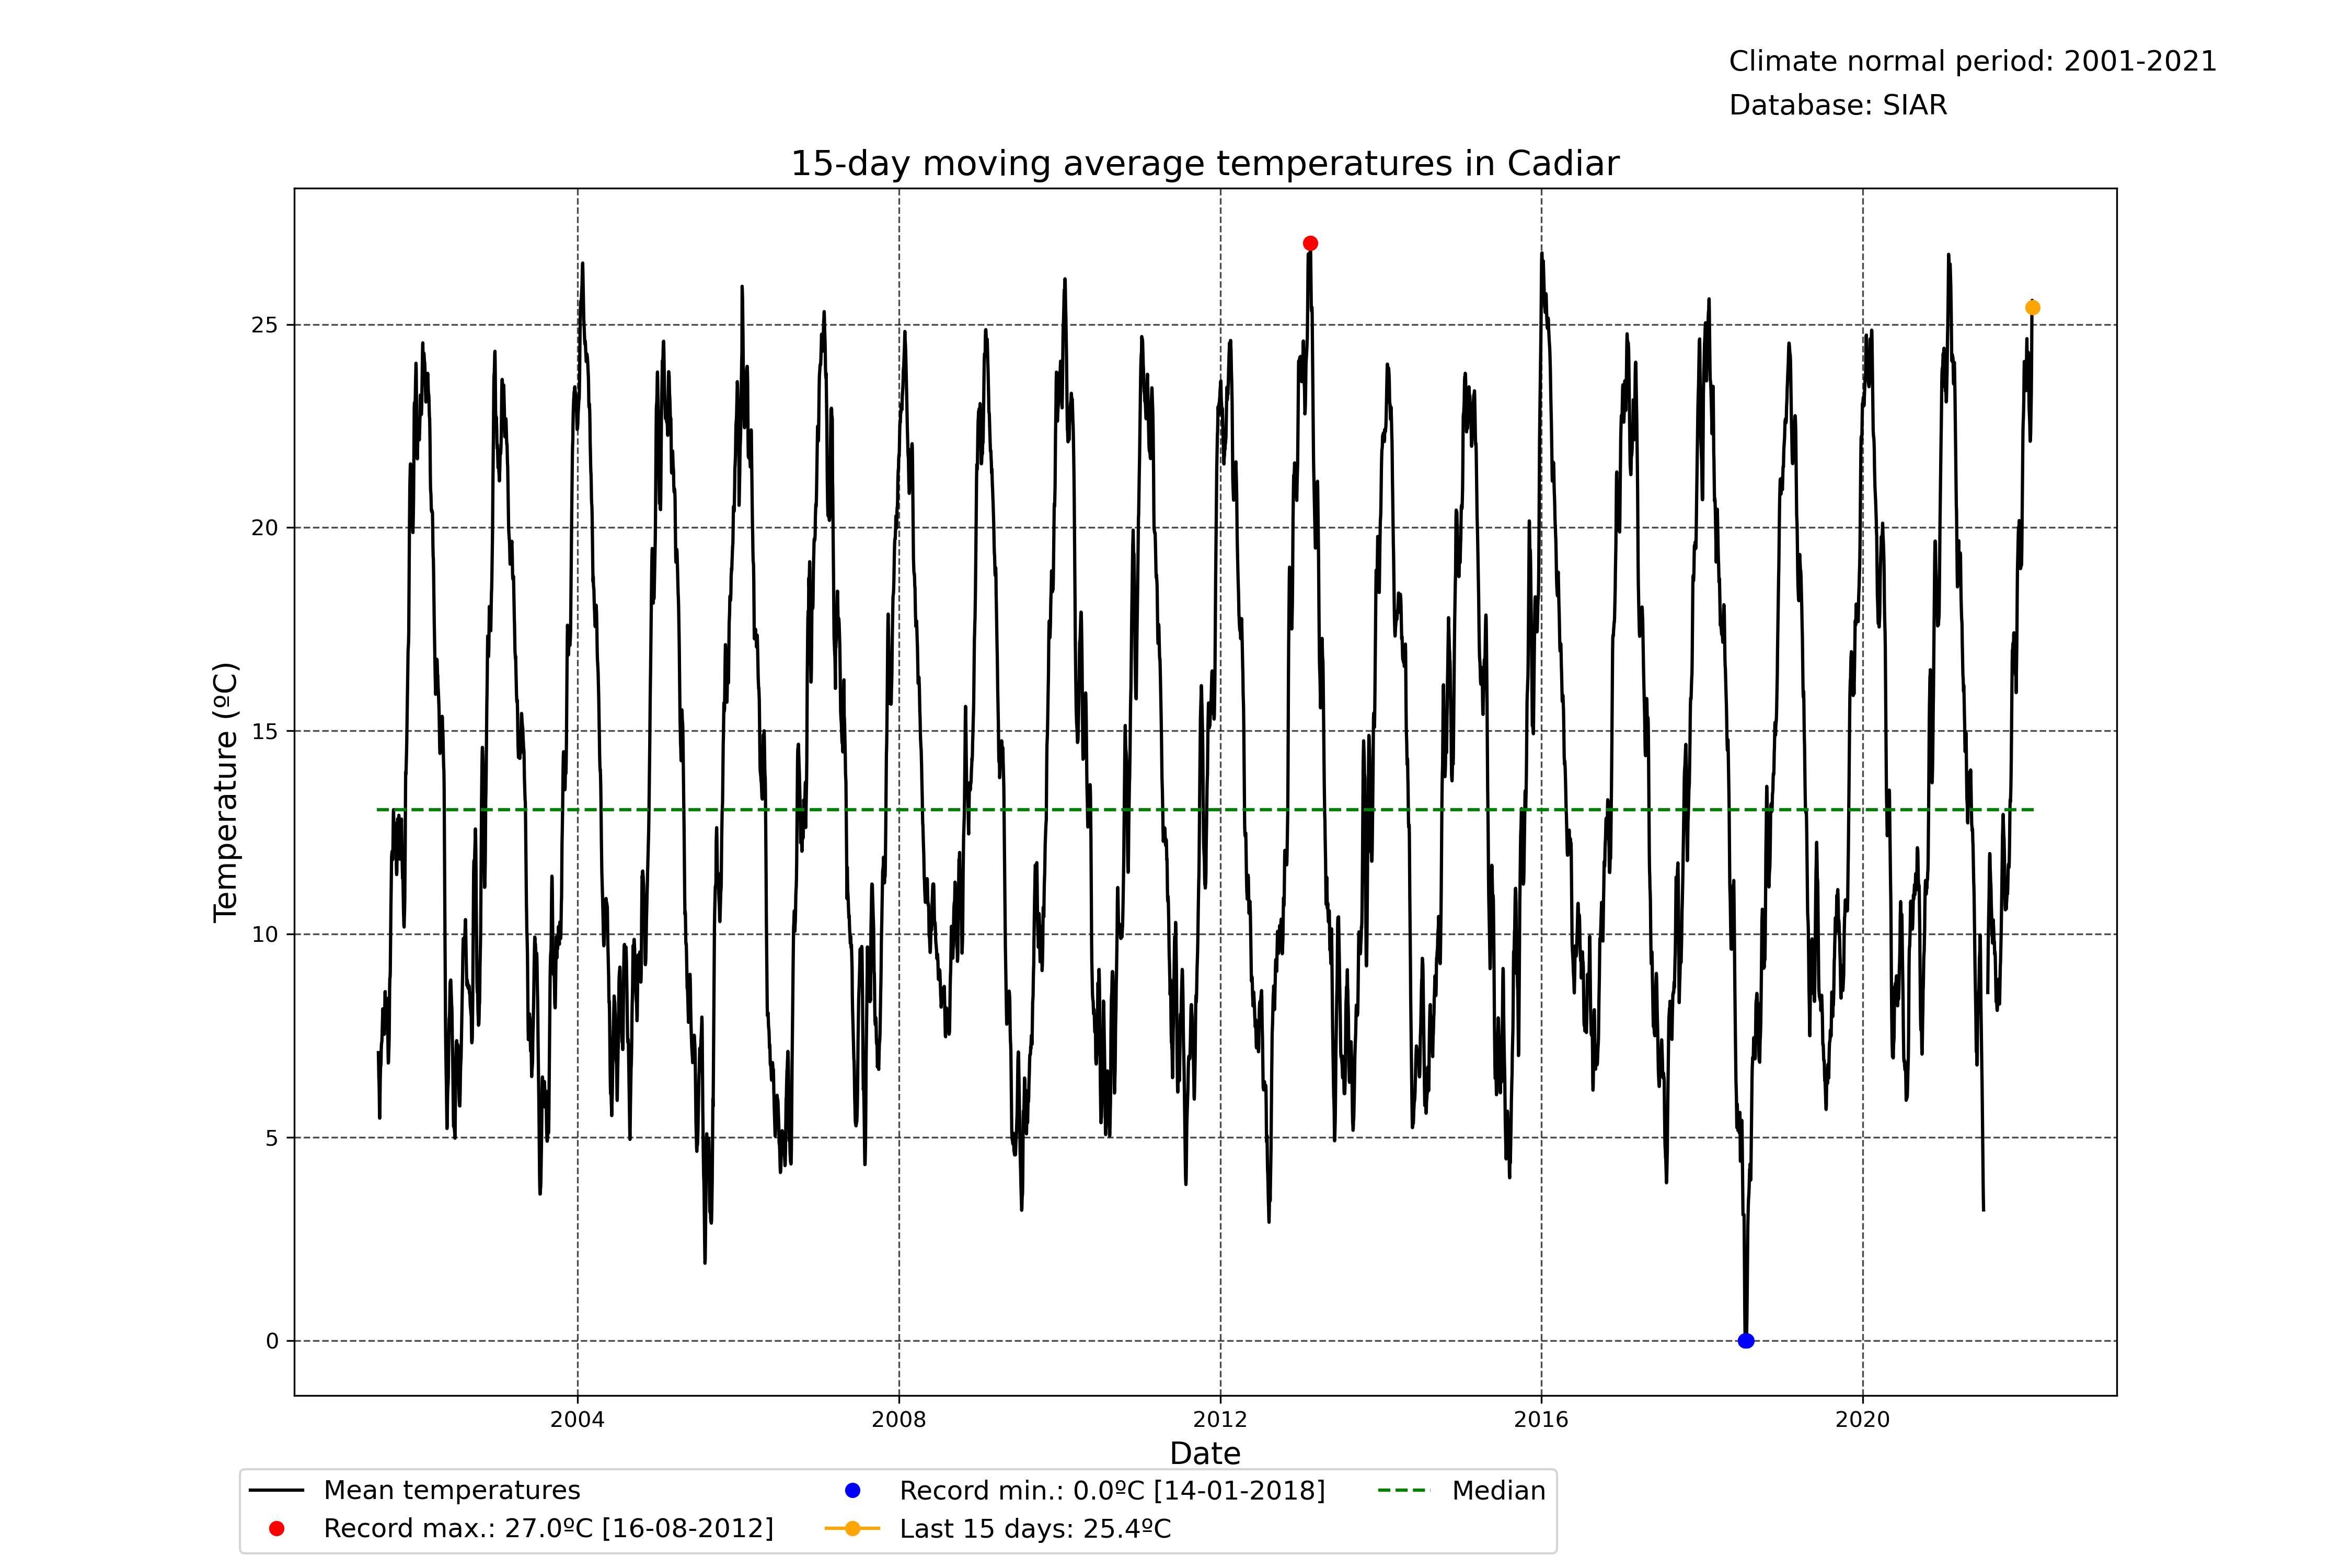 Climate normal period: 2001-2021
Database: SIAR
15-day moving average temperatures in Cadiar
Temperature (ºC)
25
20
15
10
5
0
2004
2008
2012
2016
2020
Date
Mean temperatures
Record max.: 27.0ºC [16-08-2012]
Record min.: 0.0ºC [14-01-2018]
Last 15 days: 25.4ºC
Median